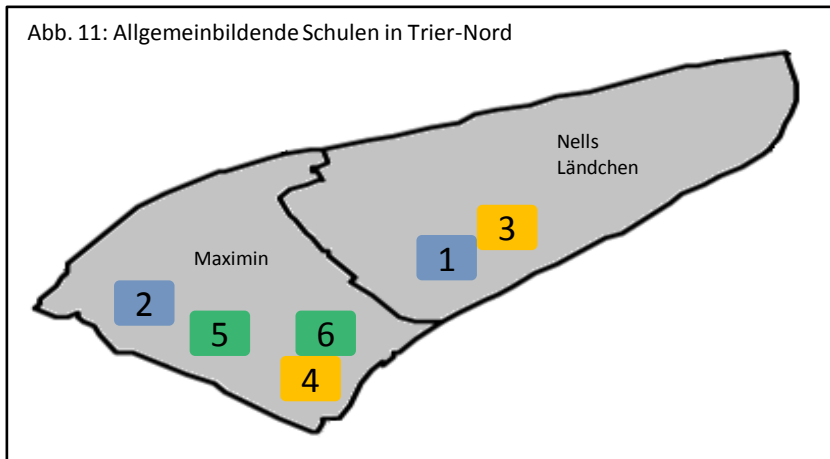 Abb. 11: Allgemeinbildende Schulen in Trier-Nord
Nells
Ländchen
3
1
Maximin
2
5
6
4